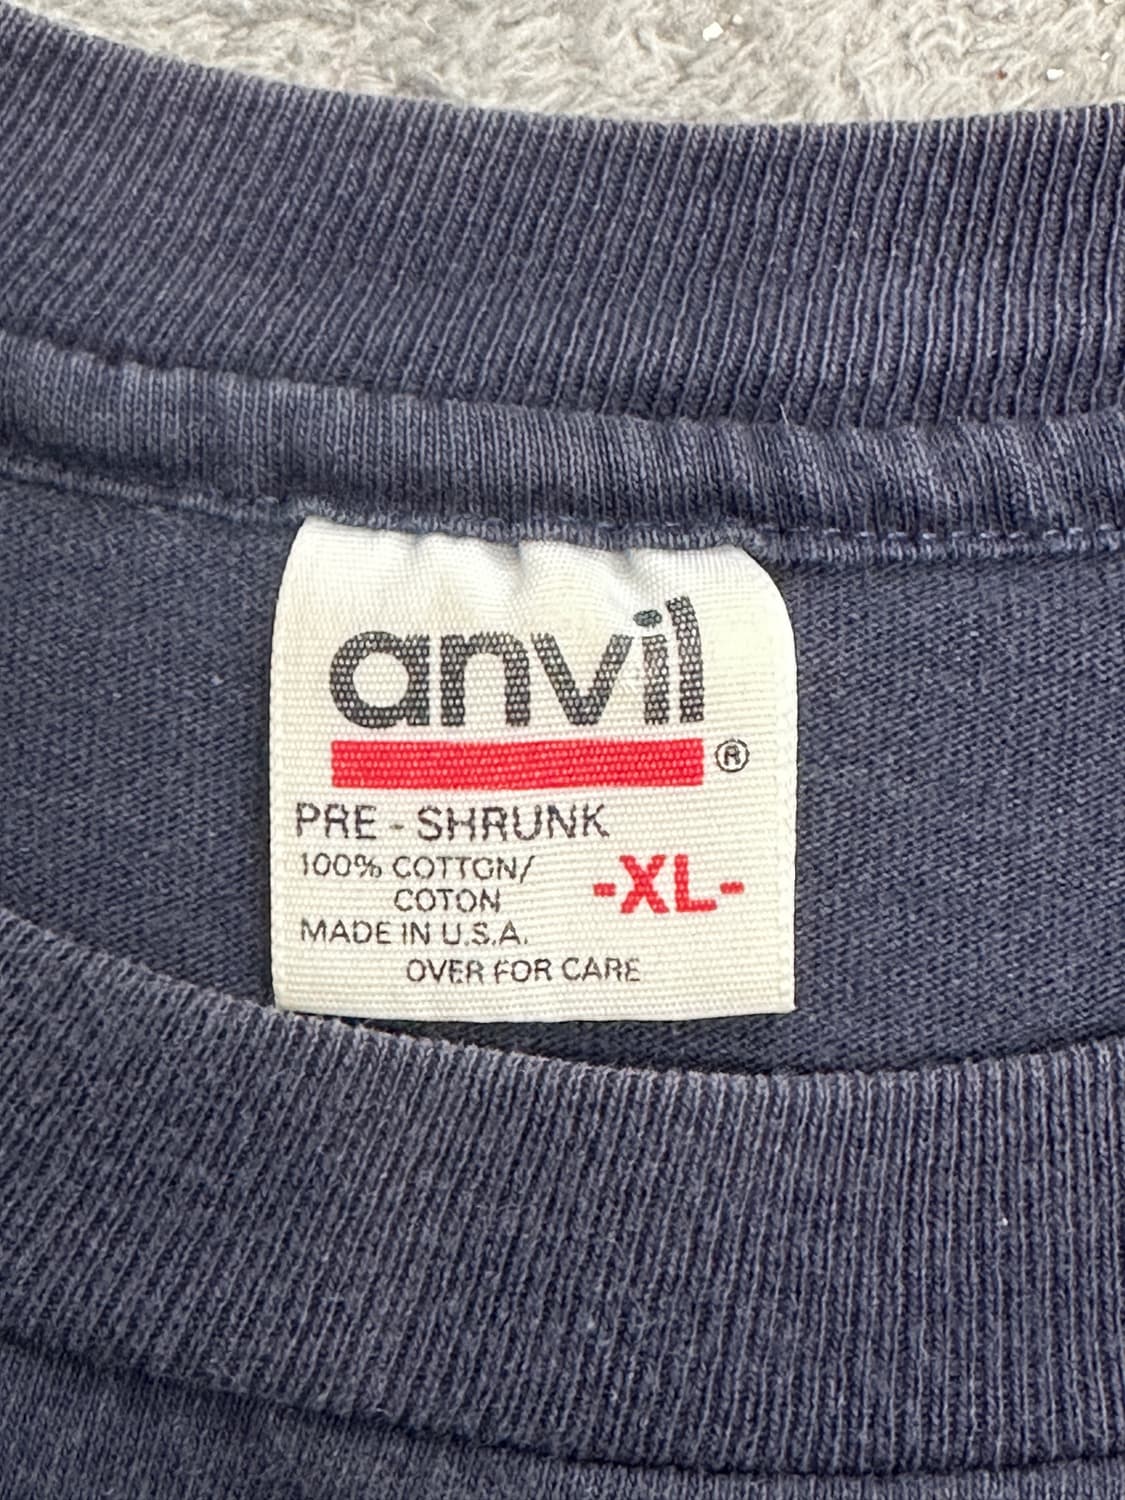 anvil
®
PRE - SHRUNK
100% COTTON/
COTON
-XL-
MADE IN U.S.A.
OVER FOR CARE